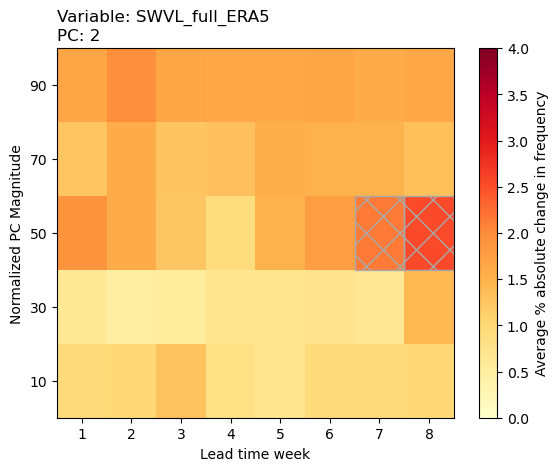 Variable: SWVL_full_ERA5
PC: 2
Normalized PC Magnitude
90
70
50
30
10
1 2 3 4 5 6 7 8
Lead time week
4.0
3.5
3.0
2.5
2.0
1.5
1.0
0.5
0.0
Average % absolute change in frequency